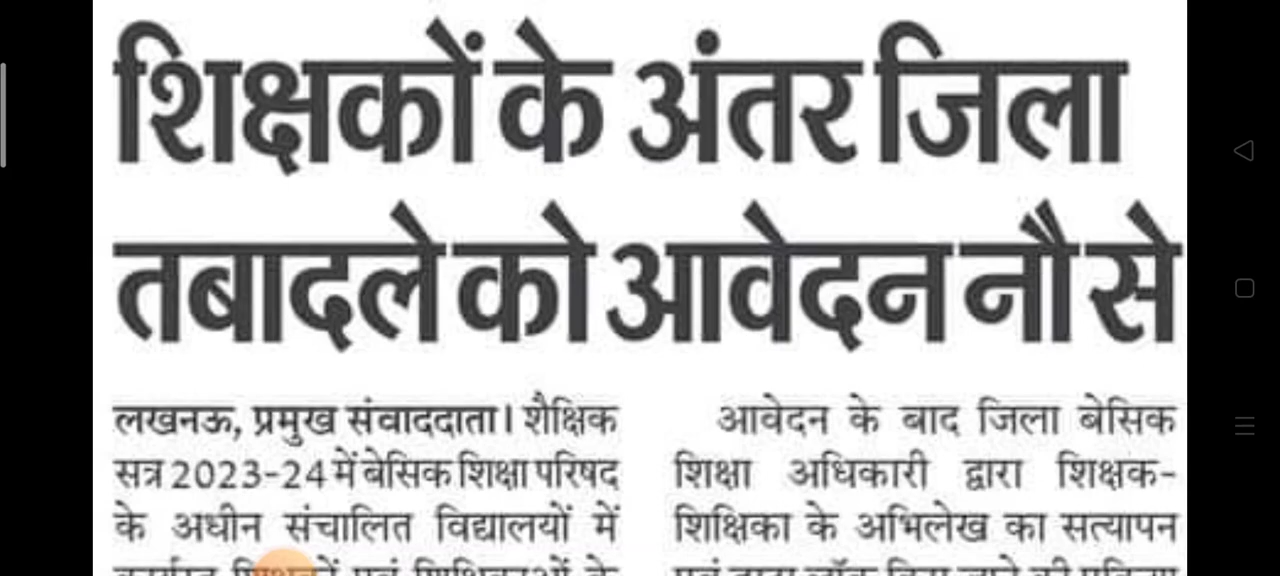 शिक्षकों के अंतर जिला
तबादले को आवेदन नौ से
लखनऊ, प्रमुख संवाददाता। शैक्षिक
सत्र 2023-24 में बेसिक शिक्षा परिषद
के अधीन संचालित विद्यालयों में
आवेदन के बाद जिला बेसिक
शिक्षा अधिकारी द्वारा शिक्षक-
शिक्षिका के अभिलेख का सत्यापन